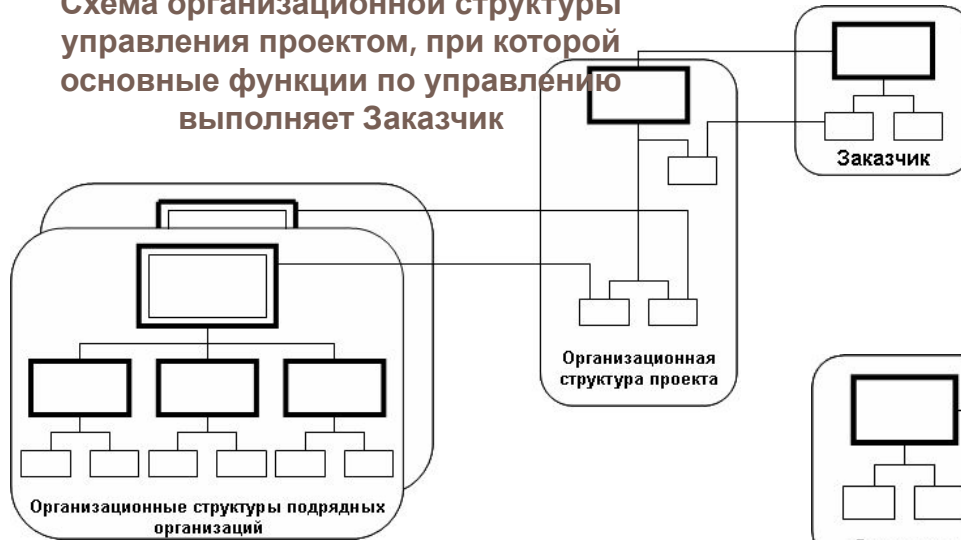 Схема организационной структуры
управления проектом, при которой
основные функции по управлению
выполняет Заказчик
Заказчик
Организационная
структура проекта
Организационные структуры подрядных
организаций